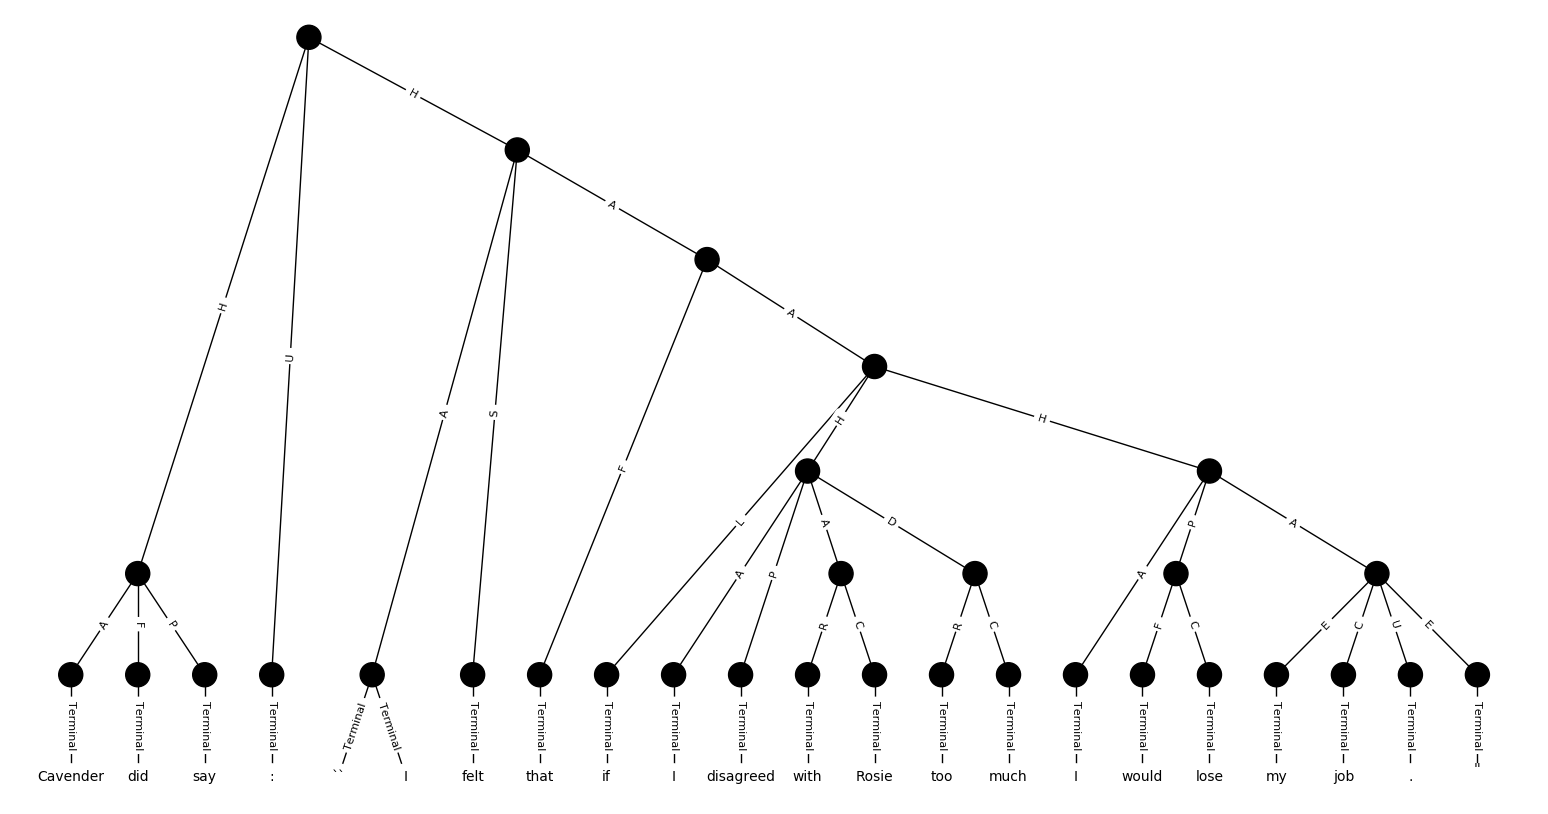 H
H
U
A
A
S
A
F
H
H
L
A
P
A
D
A
P
A
A
F
P
R
C
R
C
F
C
E
C
U
E
Terminal Terminal Terminal Terminal Terminal Terminal Terminal Terminal Terminal Terminal Terminal Terminal Terminal Terminal Terminal Terminal Terminal Terminal Terminal Terminal Terminal Terminal
Cavender did say : `` I felt that if I disagreed with Rosie too much I would lose my job . "